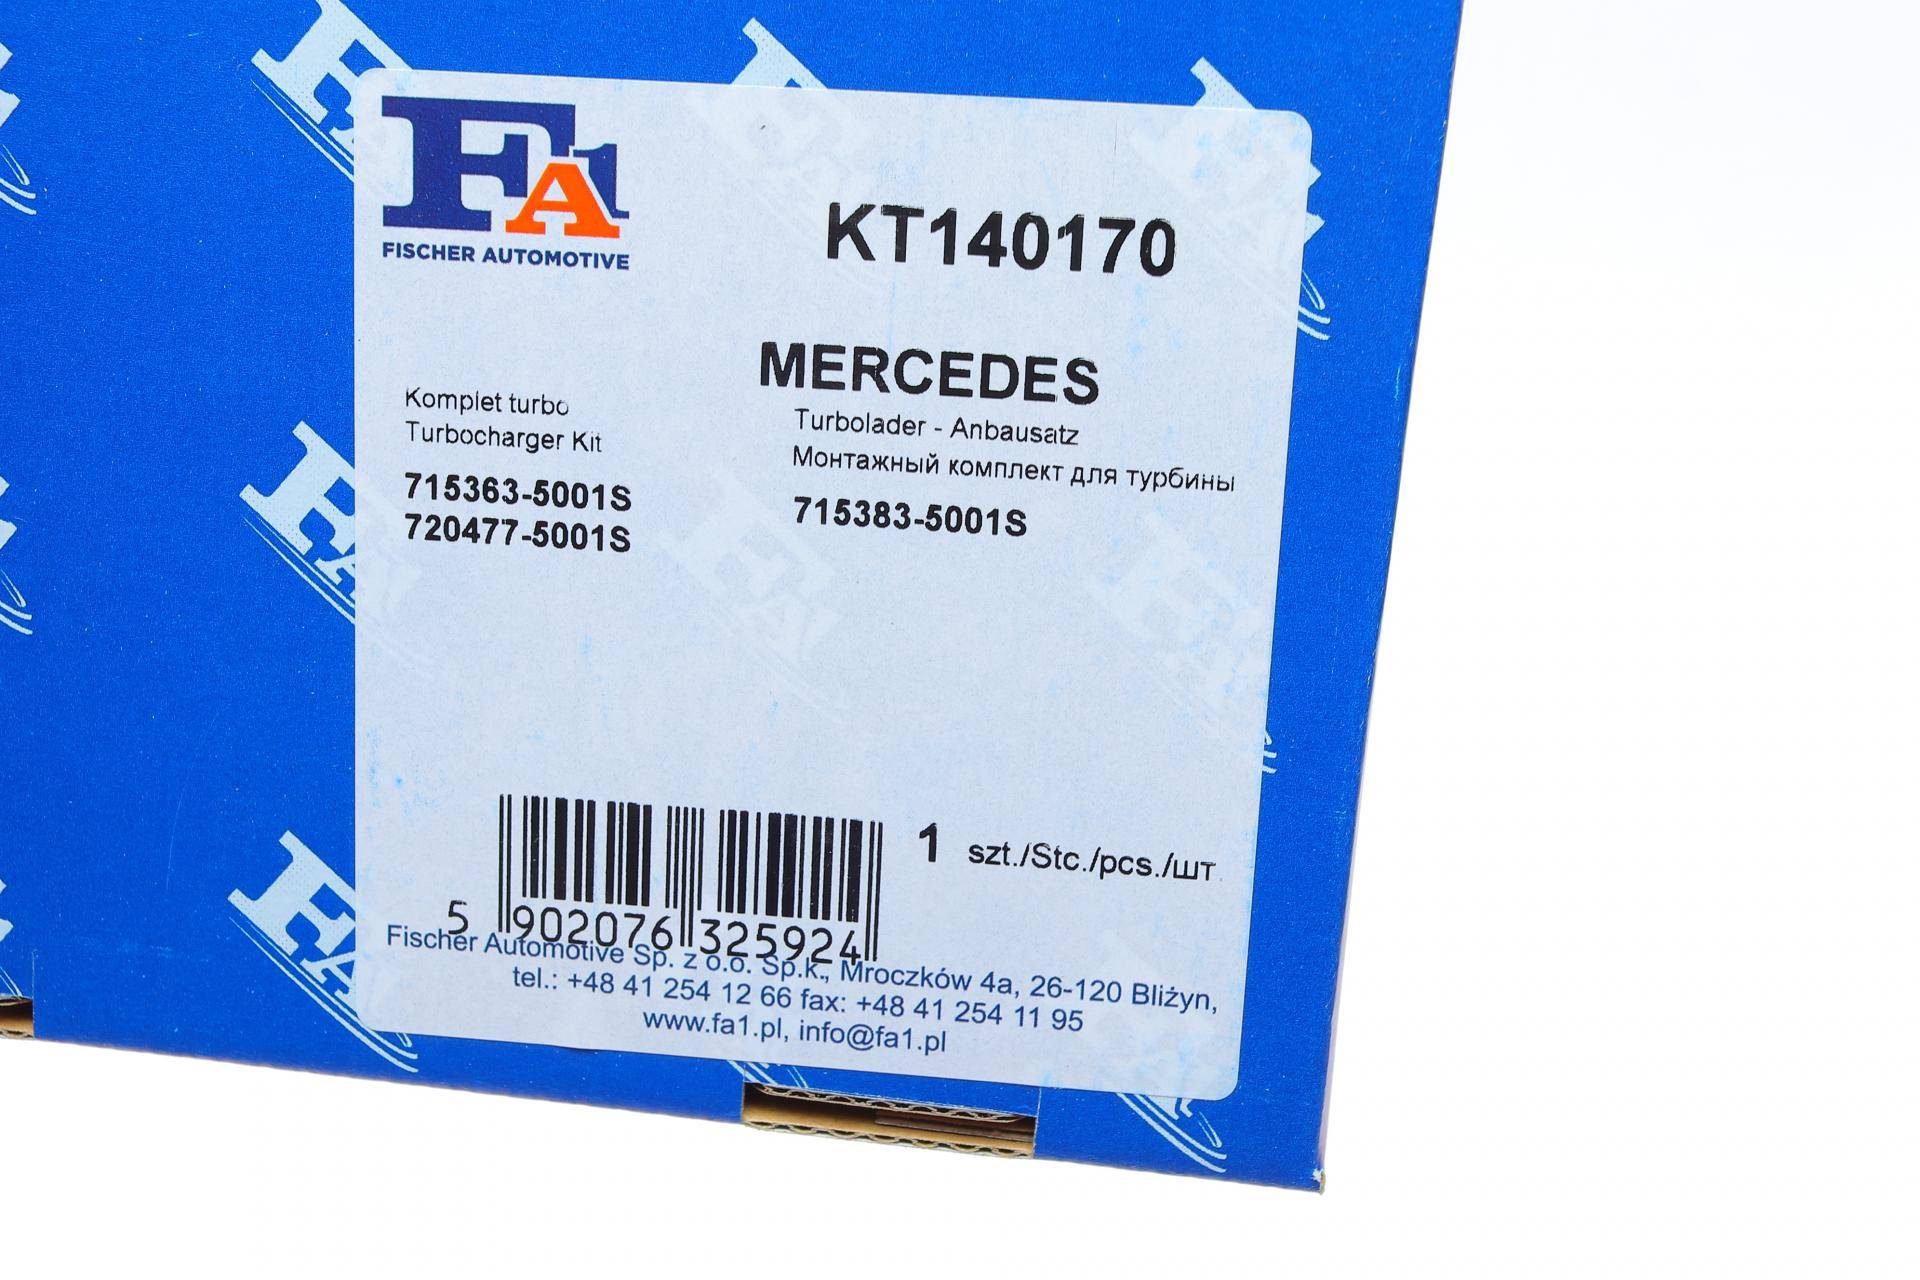 FA1
FISCHER AUTOMOTIVE
KT140170
MERCEDES
Komplet turbo
Turbocharger Kit
715363-5001S
720477-5001S
Turbolader - Anbausatz
Монтажный комплект для турбины
715383-5001S
5 902076 325924
1 szt./Stc./pcs./шт.
Fischer Automotive Sp. z o.o. Sp.k., Mroczków 4a, 26-120 Bliżyn,
tel.: +48 41 254 12 66 fax: +48 41 254 11 95
www.fa1.pl, info@fa1.pl